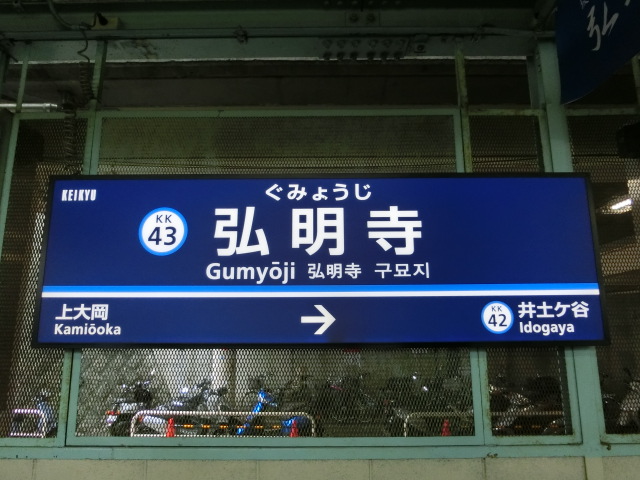 弘
KEIKYU
ぐみょうじ
KK
43
弘明寺
Gumyōji 弘明寺 구묘지
上大岡
Kamiōoka
→
KK
42
井土ケ谷
Idogaya